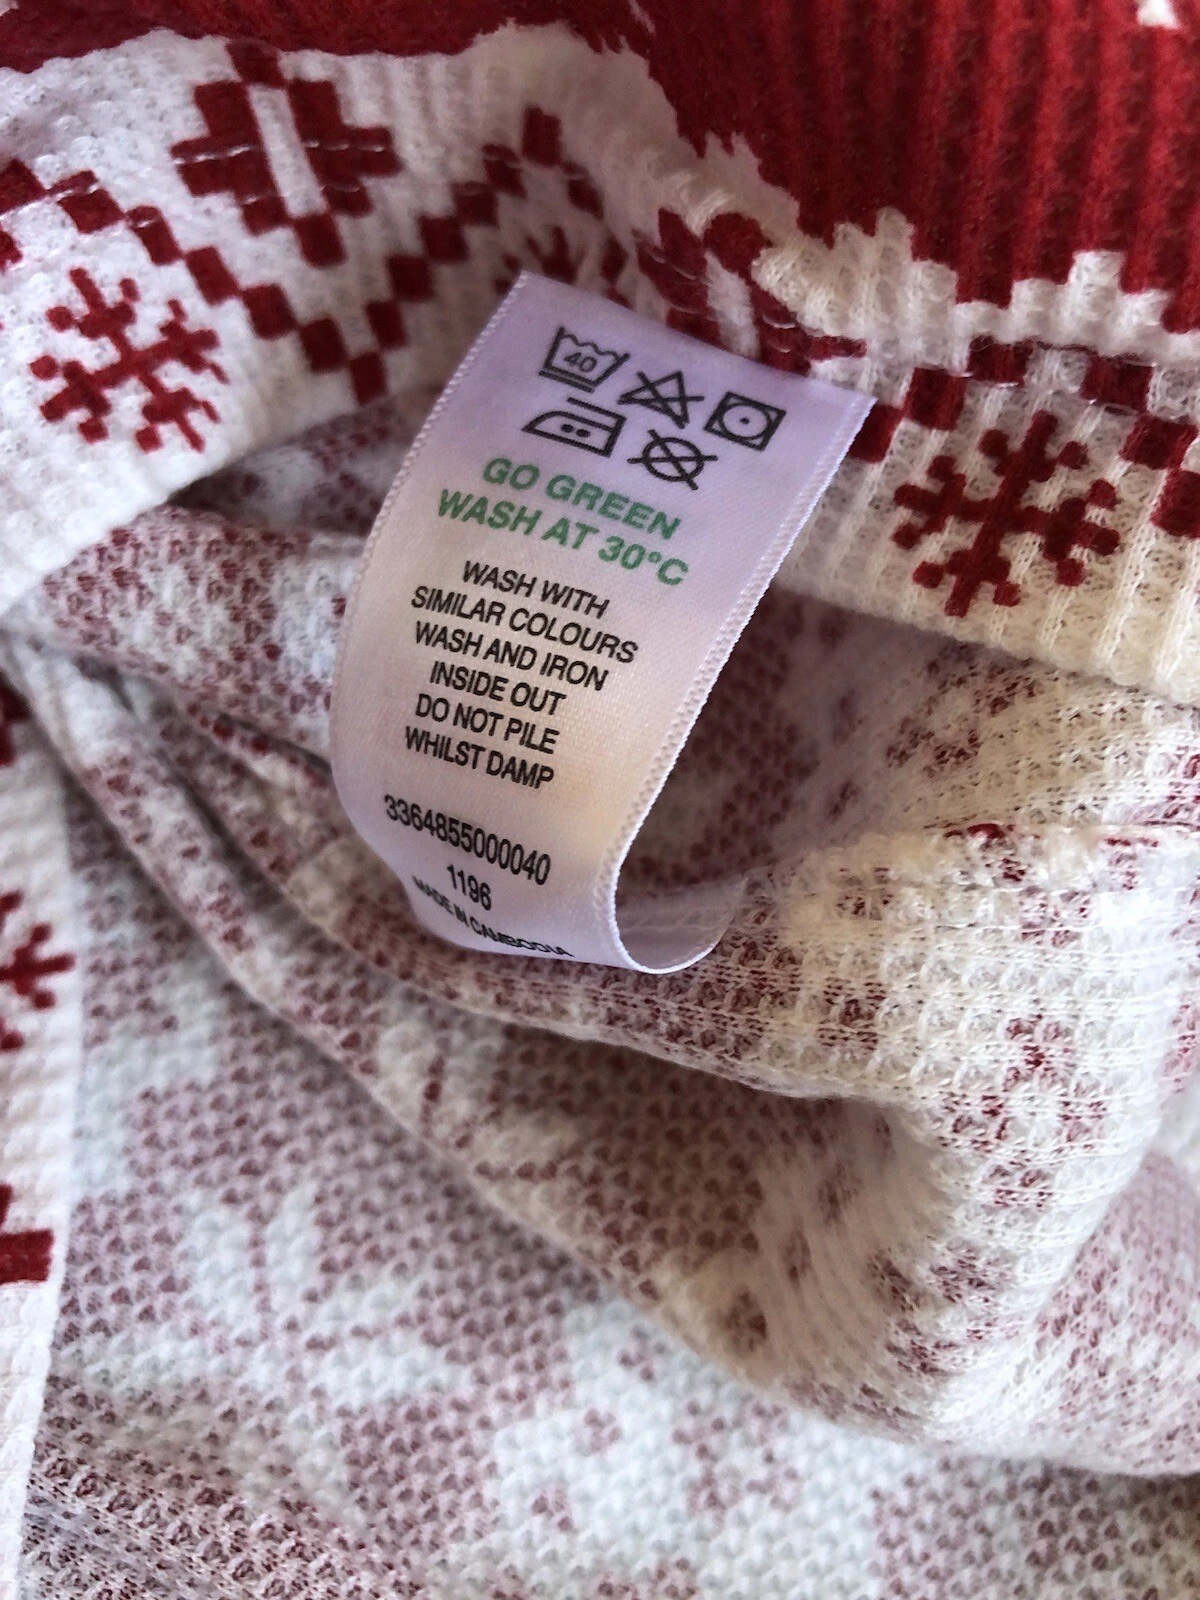 40
GO GREEN
WASH AT 30°C
WASH WITH
SIMILAR COLOURS
WASH AND IRON
INSIDE OUT
DO NOT PILE
WHILST DAMP
3364855000040
1196
MADE IN CAMBODIA